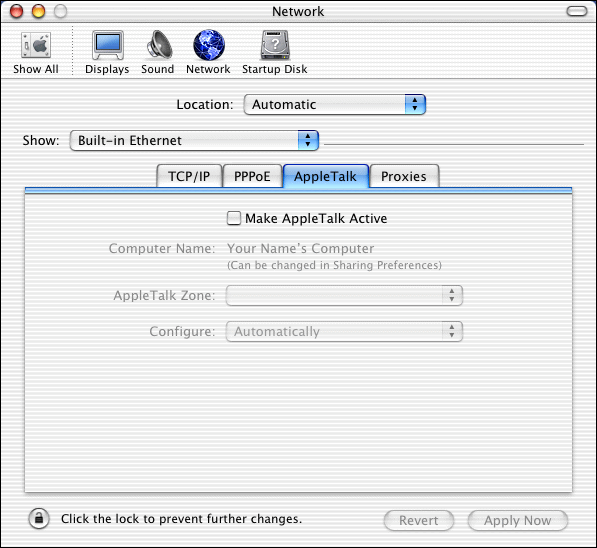 Network
Show All Displays Sound Network Startup Disk
Location: Automatic
Show: Built-in Ethernet
TCP/IP PPPoE AppleTalk Proxies
Make AppleTalk Active
Computer Name: Your Name's Computer
(Can be changed in Sharing Preferences)
AppleTalk Zone:
Configure: Automatically
Click the lock to prevent further changes. Revert Apply Now